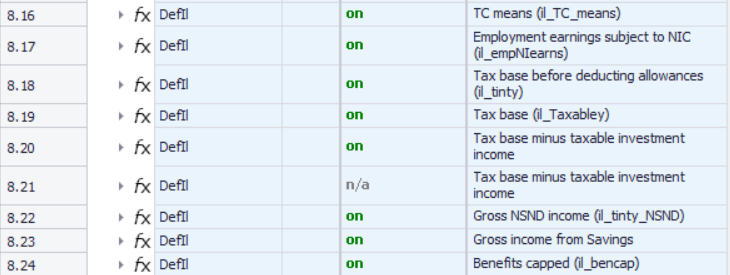 8.16 fx DefIl on TC means (il_TC_means)
8.17 fx DefIl on Employment earnings subject to NIC
(il_empNIearns)
8.18 fx DefIl on Tax base before deducting allowances
(il_tinty)
8.19 fx DefIl on Tax base (il_Taxabley)
8.20 fx DefIl on Tax base minus taxable investment
income
8.21 fx DefIl n/a Tax base minus taxable investment
income
8.22 fx DefIl on Gross NSND income (il_tinty_NSND)
8.23 fx DefIl on Gross income from Savings
8.24 fx DefIl on Benefits capped (il_bencap)